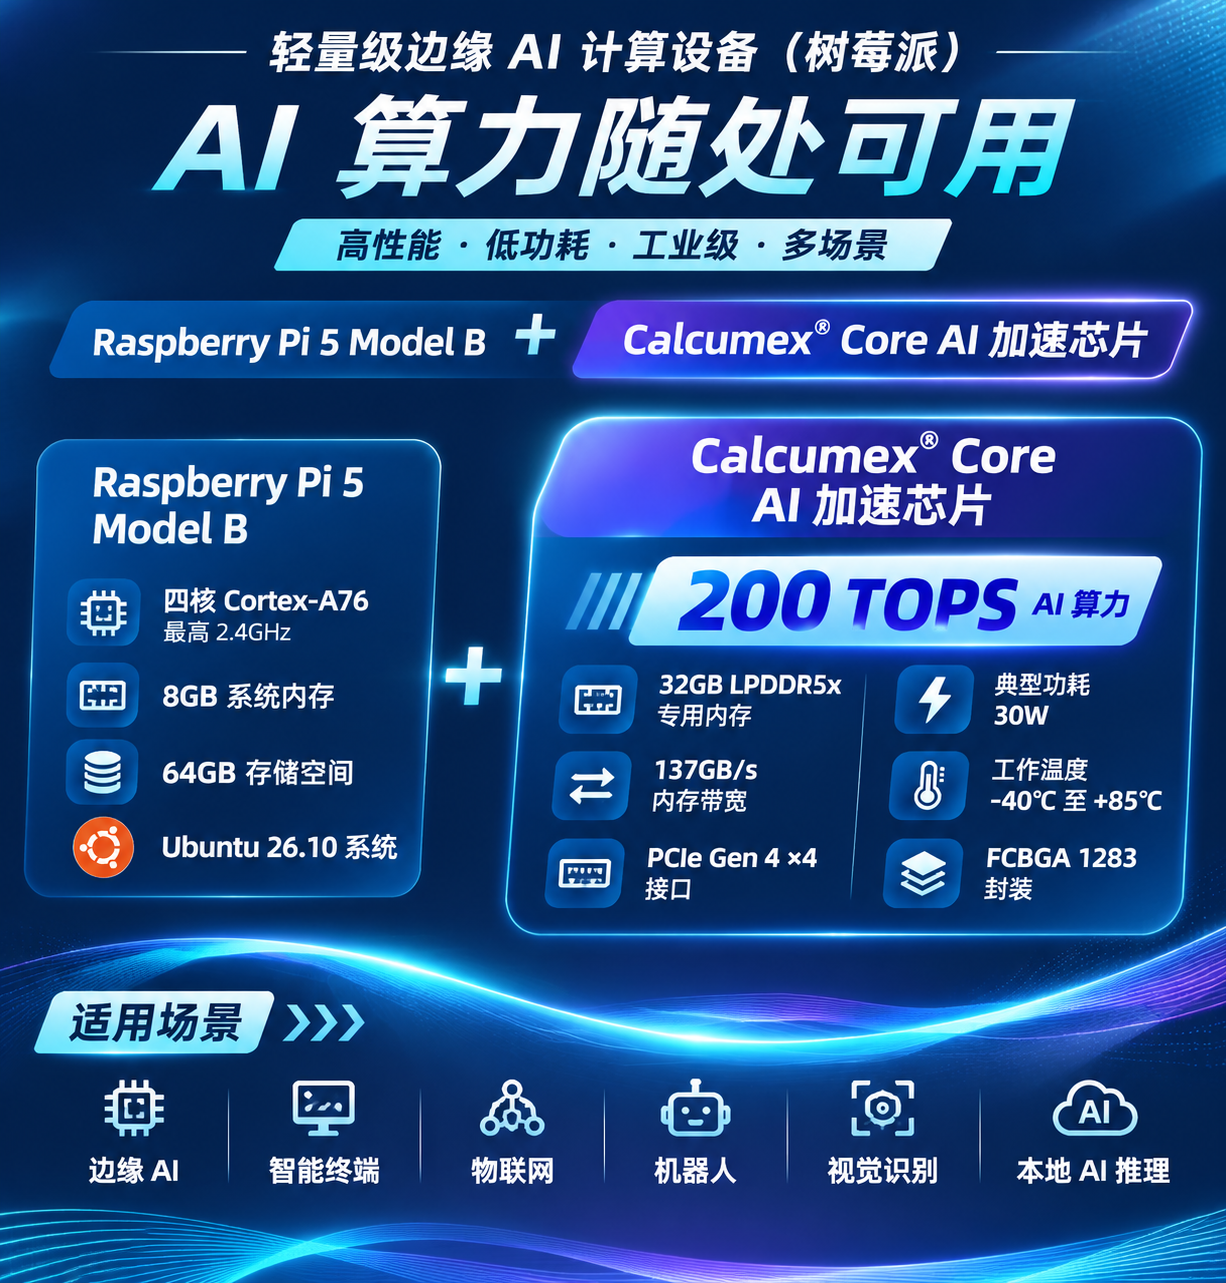 轻量级边缘 AI 计算设备（树莓派）
AI 算力随处可用
高性能 · 低功耗 · 工业级 · 多场景
Raspberry Pi 5 Model B + Calcumex® Core AI 加速芯片
Raspberry Pi 5
Model B
四核 Cortex-A76
最高 2.4GHz
8GB 系统内存
64GB 存储空间
Ubuntu 26.10 系统
+
Calcumex® Core
AI 加速芯片
200 TOPS AI 算力
32GB LPDDR5x
专用内存
137GB/s
内存带宽
PCIe Gen 4 ×4
接口
典型功耗
30W
工作温度
-40℃ 至 +85℃
FCBGA 1283
封装
适用场景
边缘 AI
智能终端
物联网
机器人
视觉识别
AI
本地 AI 推理